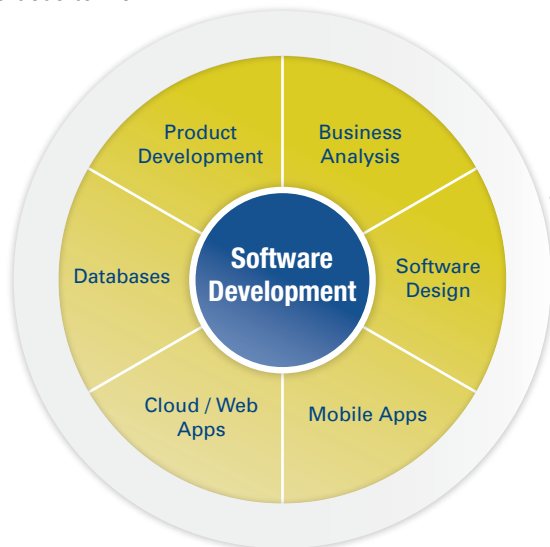 Product
Development
Business
Analysis
Databases
Software
Development
Software
Design
Cloud / Web
Apps
Mobile Apps